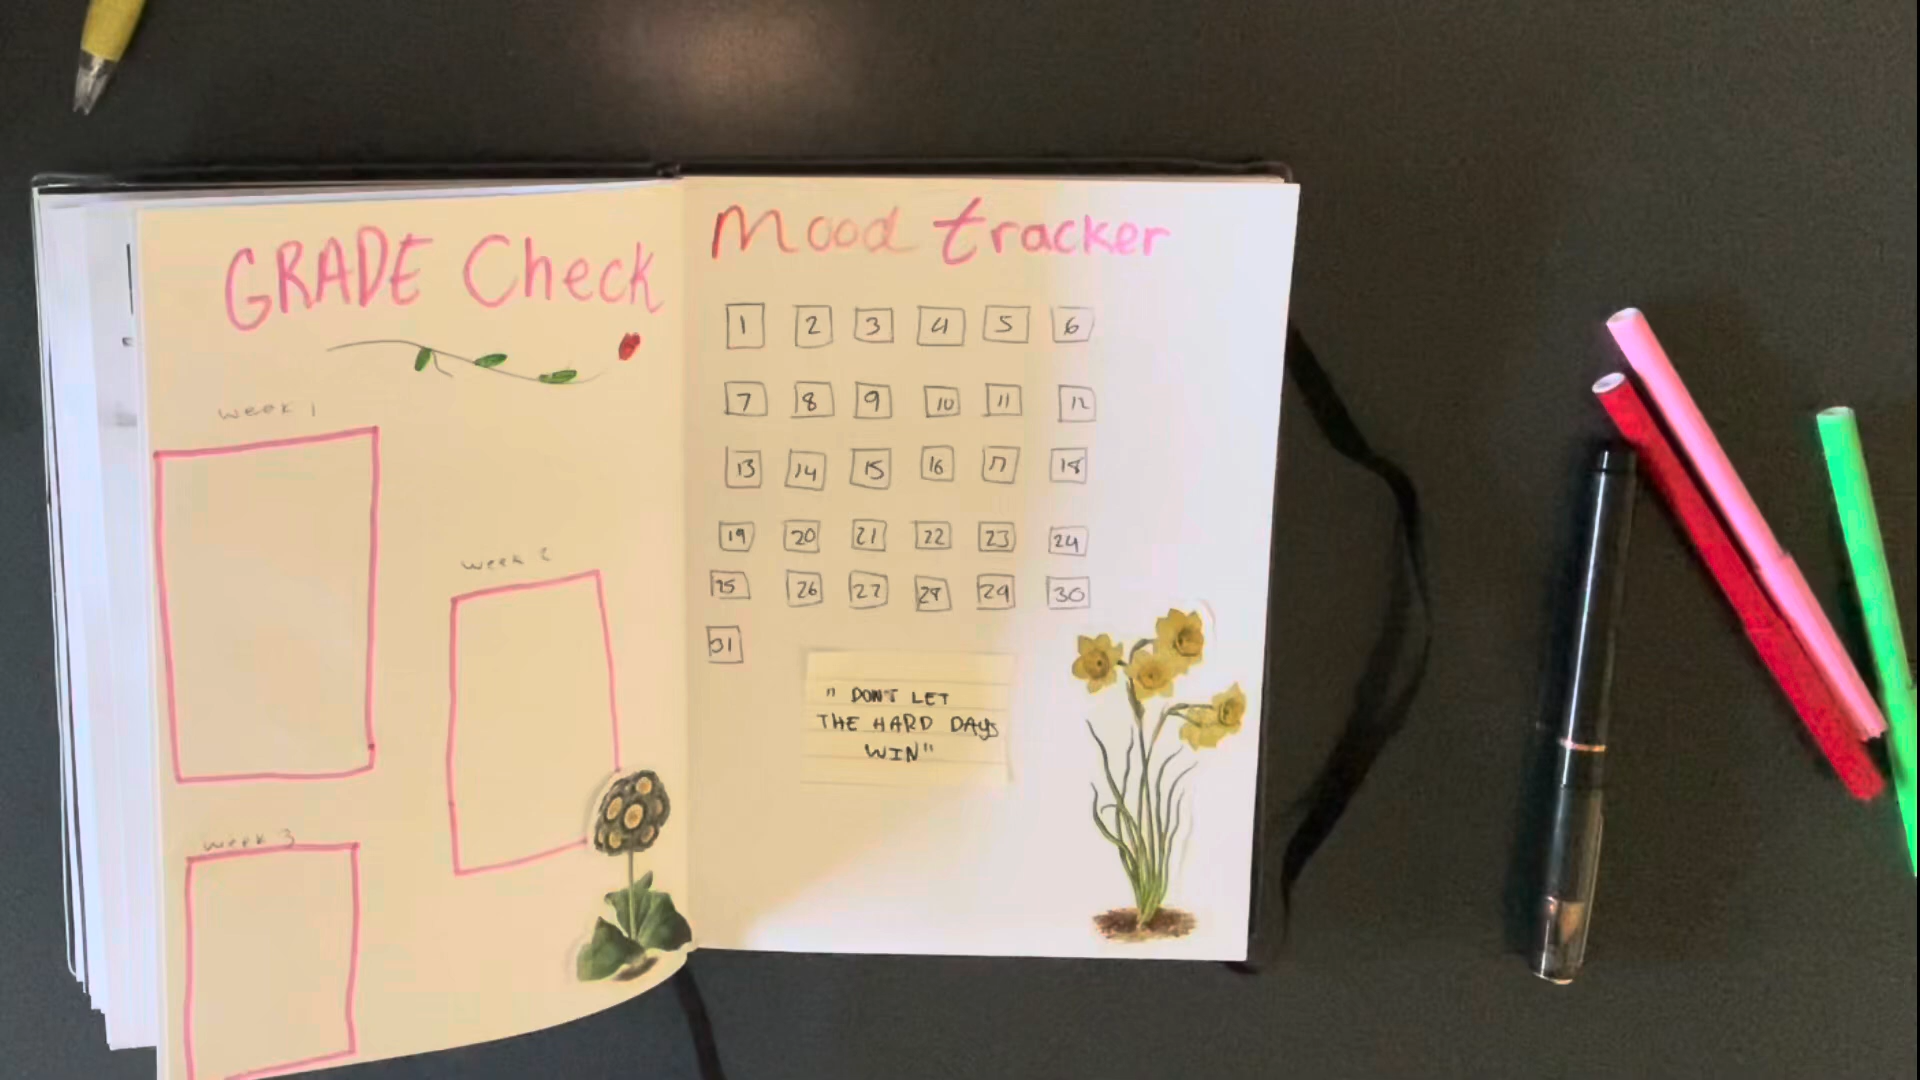 GRADE Check
week 1
week 2
week 3
Mood tracker
1 2 3 4 5 6
7 8 9 10 11 12
13 14 15 16 17 18
19 20 21 22 23 24
25 26 27 28 29 30
31
" DON'T LET
THE HARD DAYS
WIN"